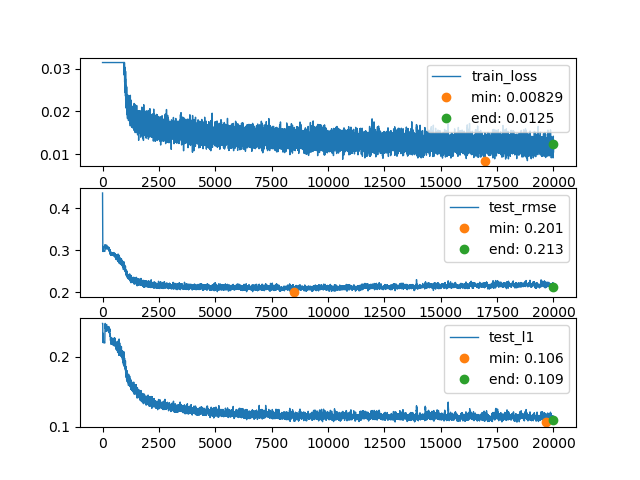 0.03
0.02
0.01
train_loss
min: 0.00829
end: 0.0125
0 2500 5000 7500 10000 12500 15000 17500 20000
0.4
0.3
0.2
test_rmse
min: 0.201
end: 0.213
0 2500 5000 7500 10000 12500 15000 17500 20000
0.2
0.1
test_l1
min: 0.106
end: 0.109
0 2500 5000 7500 10000 12500 15000 17500 20000